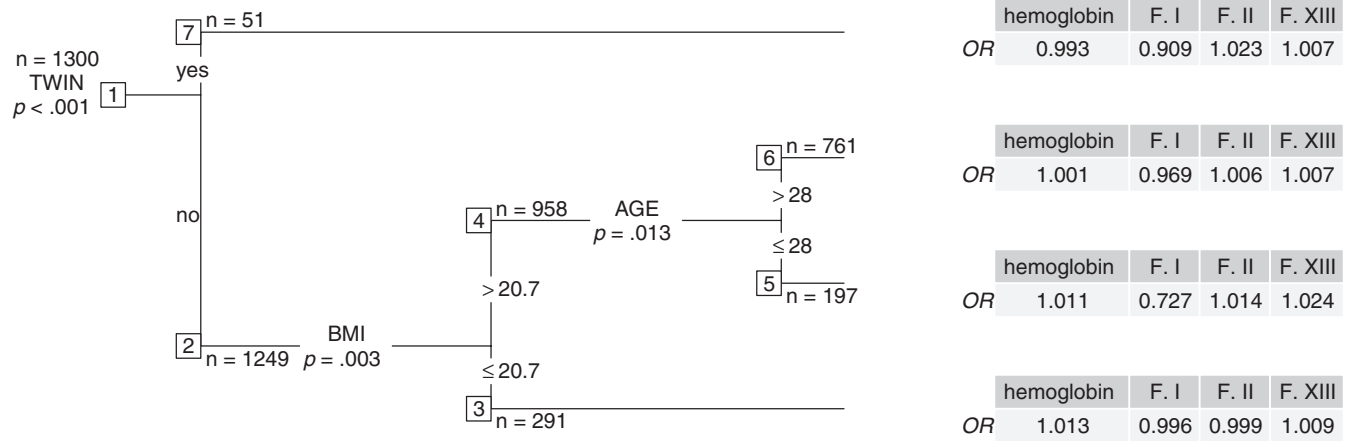 n = 1300
TWIN
p < .001
1
7
n = 51
yes
no
2
n = 1249
BMI
p = .003
> 20.7
≤ 20.7
3
n = 291
4
n = 958
AGE
p = .013
> 28
≤ 28
6
n = 761
5
n = 197
hemoglobin F. I F. II F. XIII
OR 0.993 0.909 1.023 1.007
hemoglobin F. I F. II F. XIII
OR 1.001 0.969 1.006 1.007
hemoglobin F. I F. II F. XIII
OR 1.011 0.727 1.014 1.024
hemoglobin F. I F. II F. XIII
OR 1.013 0.996 0.999 1.009